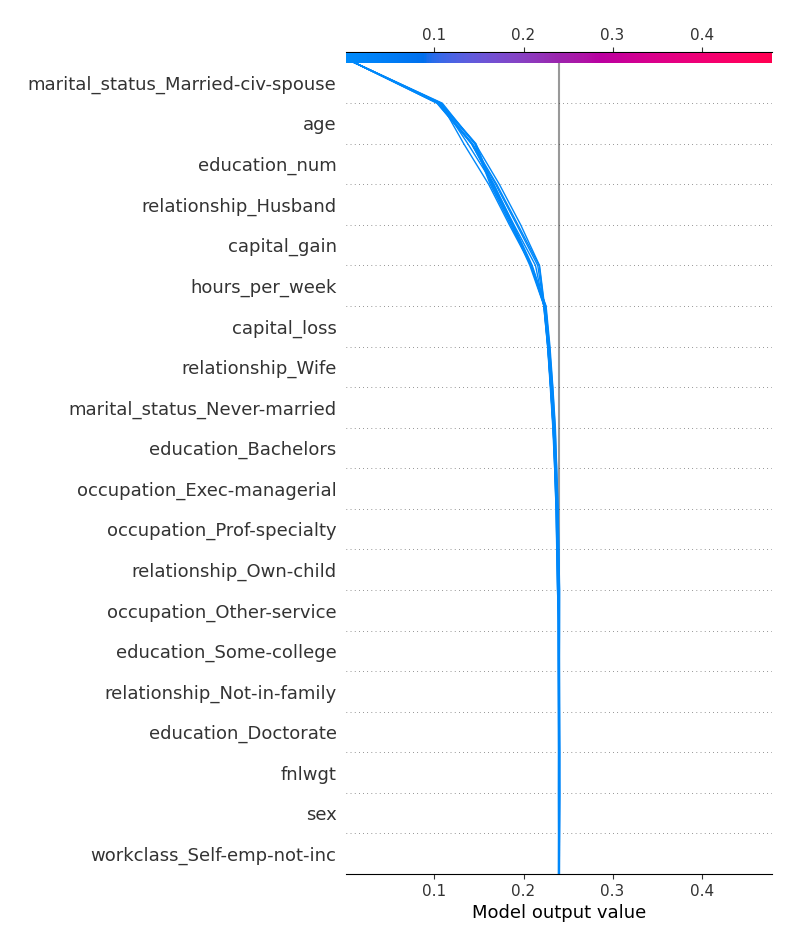 0.1 0.2 0.3 0.4
marital_status_Married-civ-spouse
age
education_num
relationship_Husband
capital_gain
hours_per_week
capital_loss
relationship_Wife
marital_status_Never-married
education_Bachelors
occupation_Exec-managerial
occupation_Prof-specialty
relationship_Own-child
occupation_Other-service
education_Some-college
relationship_Not-in-family
education_Doctorate
fnlwgt
sex
workclass_Self-emp-not-inc
0.1 0.2 0.3 0.4
Model output value